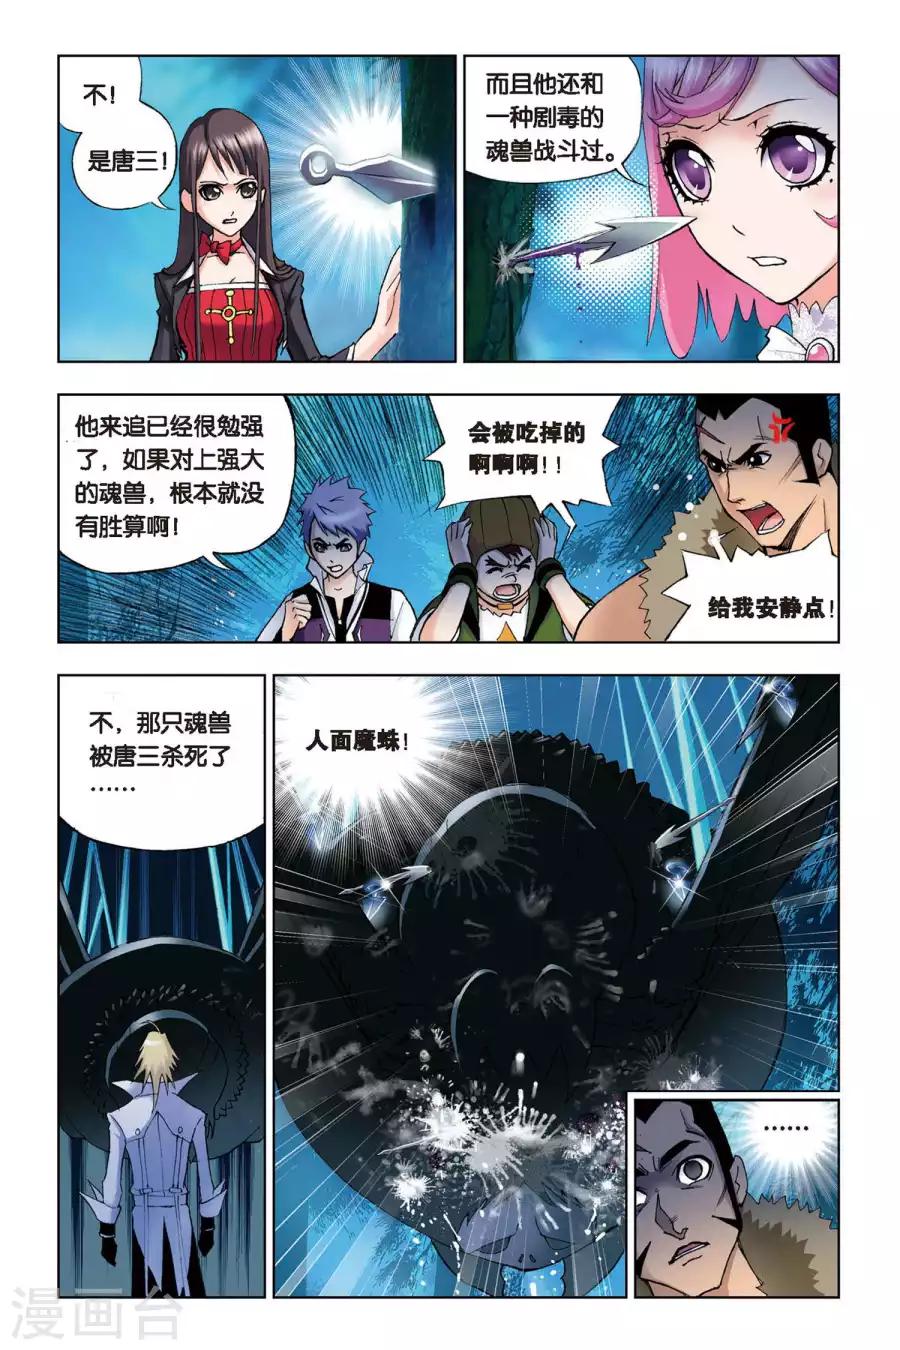 不！
是唐三！
而且他还和
一种剧毒的
魂兽战斗过。
他来追已经很勉强
了，如果对上强大
的魂兽，根本就没
有胜算啊！
会被吃掉的
啊啊啊！！
给我安静点！
不，那只魂兽
被唐三杀死了
……
人面魔蛛！
……
漫画台